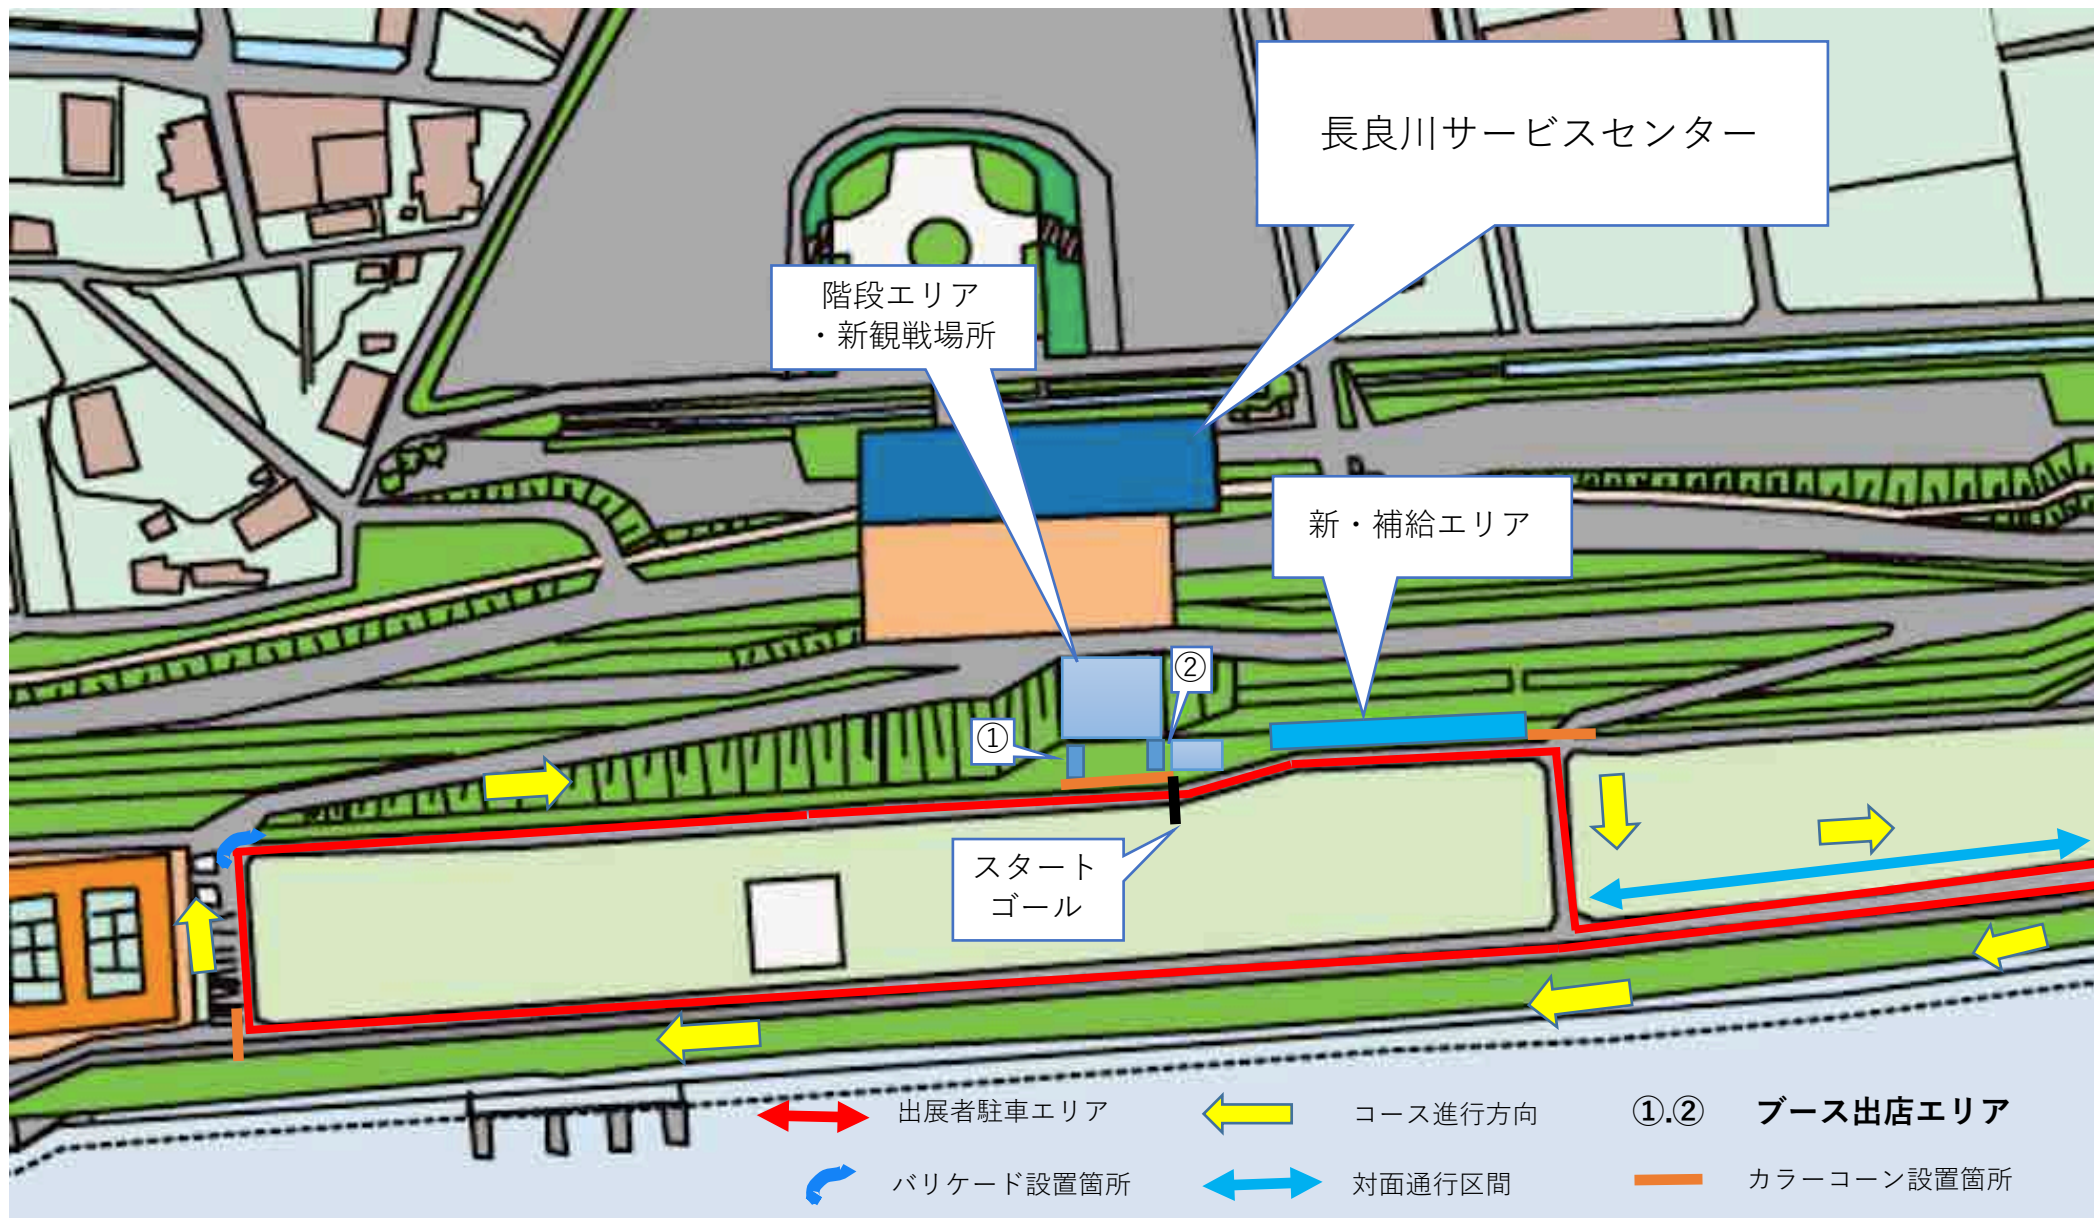 長良川サービスセンター
階段エリア
・新観戦場所
新・補給エリア
②
①
スタート
ゴール
出展者駐車エリア
コース進行方向
①.② ブース出店エリア
バリケード設置箇所
対面通行区間
カラーコーン設置箇所